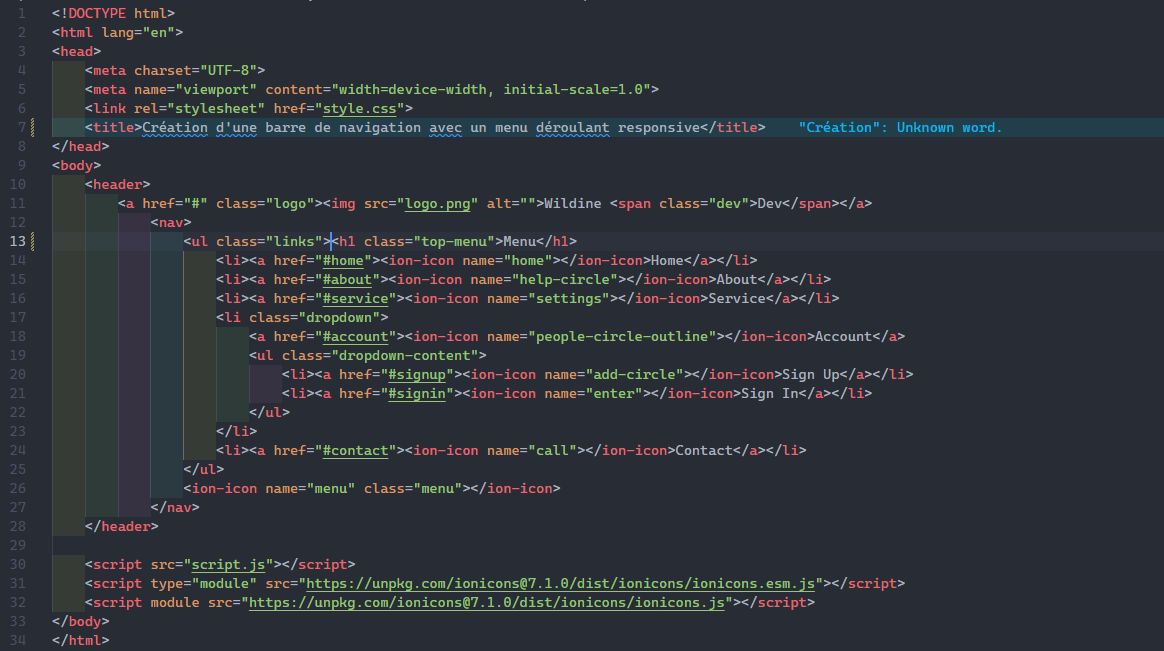 1 <!DOCTYPE html>
2 <html lang="en">
3 <head>
4 <meta charset="UTF-8">
5 <meta name="viewport" content="width=device-width, initial-scale=1.0">
6 <link rel="stylesheet" href="style.css">
7 <title>Création d'une barre de navigation avec un menu déroulant responsive</title> "Création": Unknown word.
8 </head>
9 <body>
10 <header>
11 <a href="#" class="logo"><img src="logo.png" alt="">Wildine <span class="dev">Dev</span></a>
12 <nav>
13 <ul class="links"><h1 class="top-menu">Menu</h1>
14 <li><a href="#home"><ion-icon name="home"></ion-icon>Home</a></li>
15 <li><a href="#about"><ion-icon name="help-circle"></ion-icon>About</a></li>
16 <li><a href="#service"><ion-icon name="settings"></ion-icon>Service</a></li>
17 <li class="dropdown">
18 <a href="#account"><ion-icon name="people-circle-outline"></ion-icon>Account</a>
19 <ul class="dropdown-content">
20 <li><a href="#signup"><ion-icon name="add-circle"></ion-icon>Sign Up</a></li>
21 <li><a href="#signin"><ion-icon name="enter"></ion-icon>Sign In</a></li>
22 </ul>
23 </li>
24 <li><a href="#contact"><ion-icon name="call"></ion-icon>Contact</a></li>
25 </ul>
26 <ion-icon name="menu" class="menu"></ion-icon>
27 </nav>
28 </header>
29
30 <script src="script.js"></script>
31 <script type="module" src="https://unpkg.com/ionicons@7.1.0/dist/ionicons/ionicons.esm.js"></script>
32 <script module src="https://unpkg.com/ionicons@7.1.0/dist/ionicons/ionicons.js"></script>
33 </body>
34 </html>